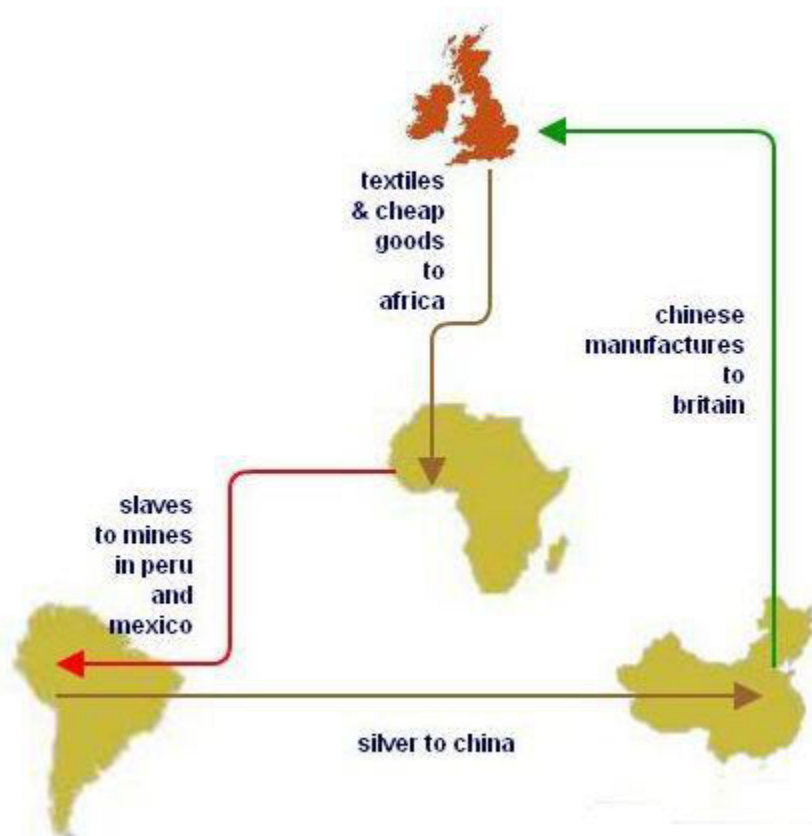 textiles
& cheap
goods
to
africa
chinese
manufactures
to
britain
slaves
to mines
in peru
and
mexico
silver to china